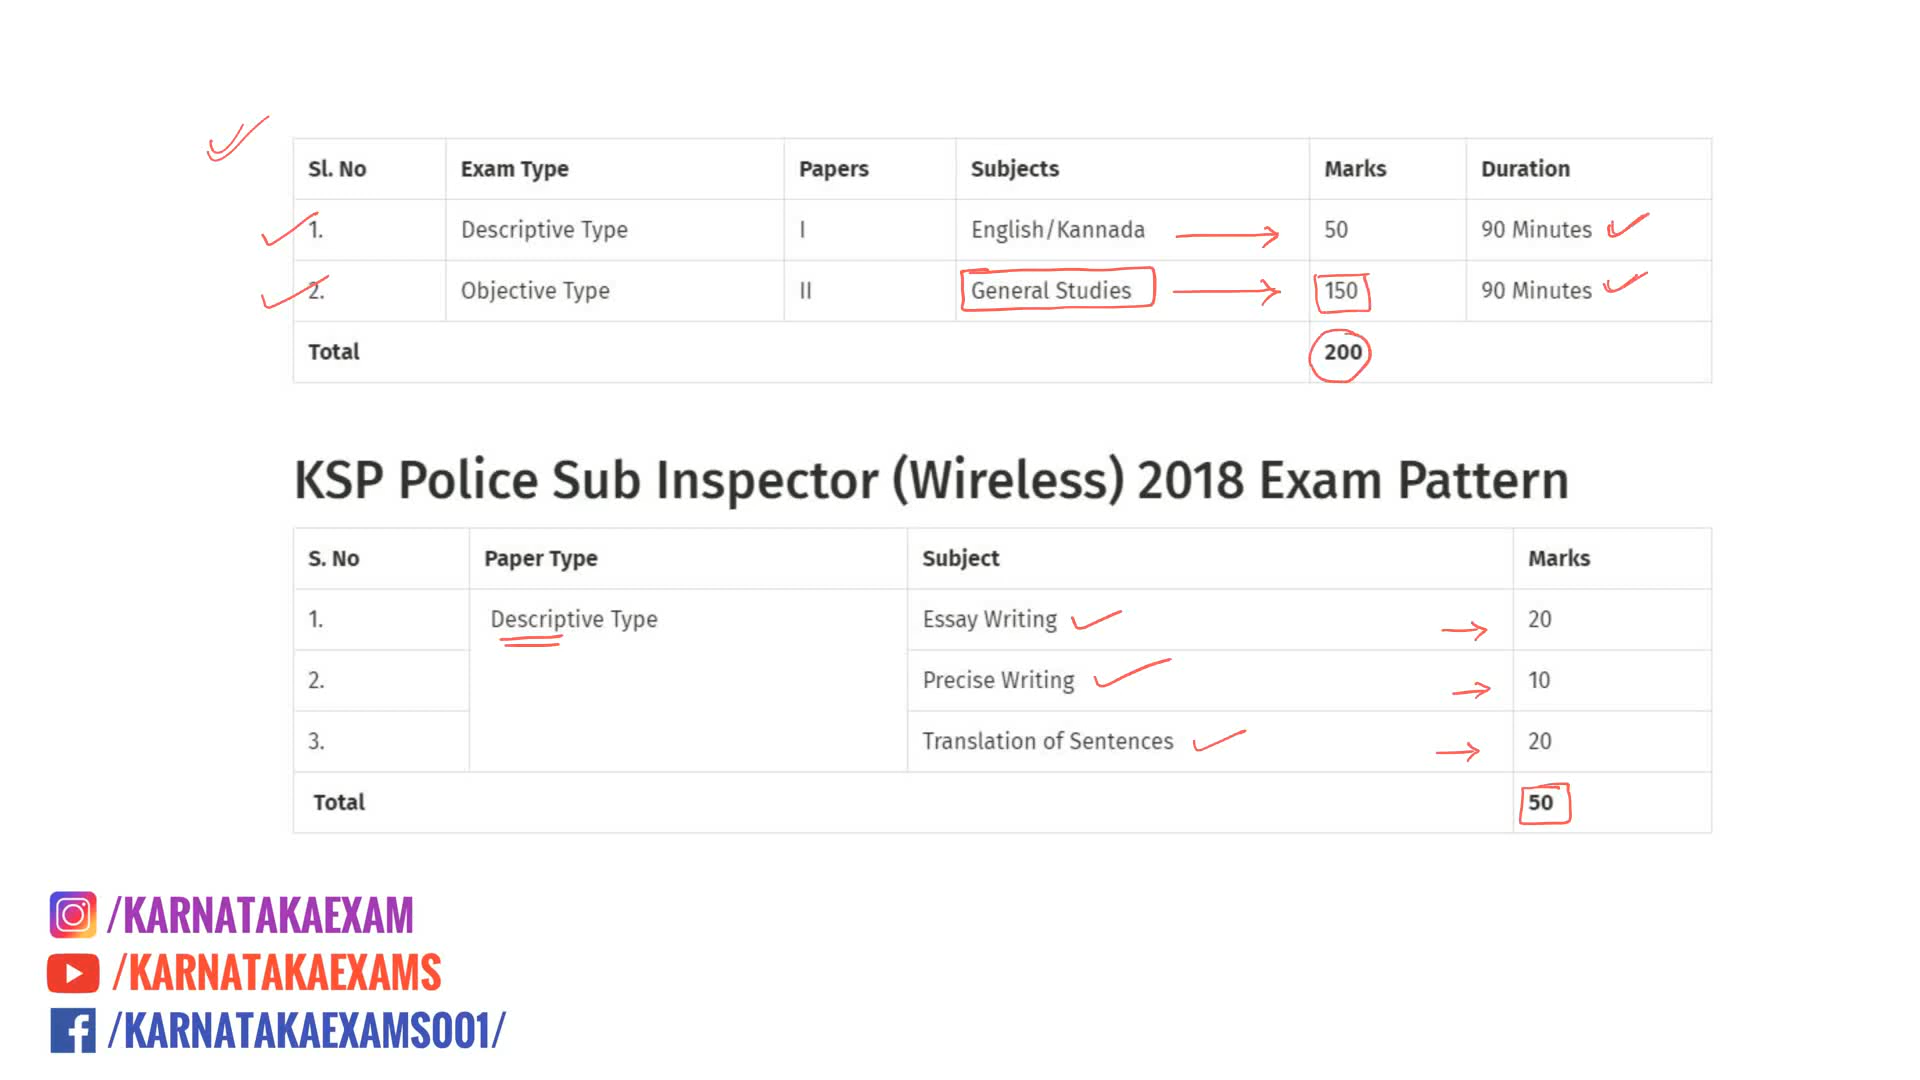 Sl. No Exam Type Papers Subjects Marks Duration
1. Descriptive Type I English/Kannada 50 90 Minutes
2. Objective Type II General Studies 150 90 Minutes
Total 200
KSP Police Sub Inspector (Wireless) 2018 Exam Pattern
S. No Paper Type Subject Marks
1. Descriptive Type Essay Writing 20
2. Precise Writing 10
3. Translation of Sentences 20
Total 50
/KARNATAKAEXAM
/KARNATAKAEXAMS
/KARNATAKAEXAMS001/